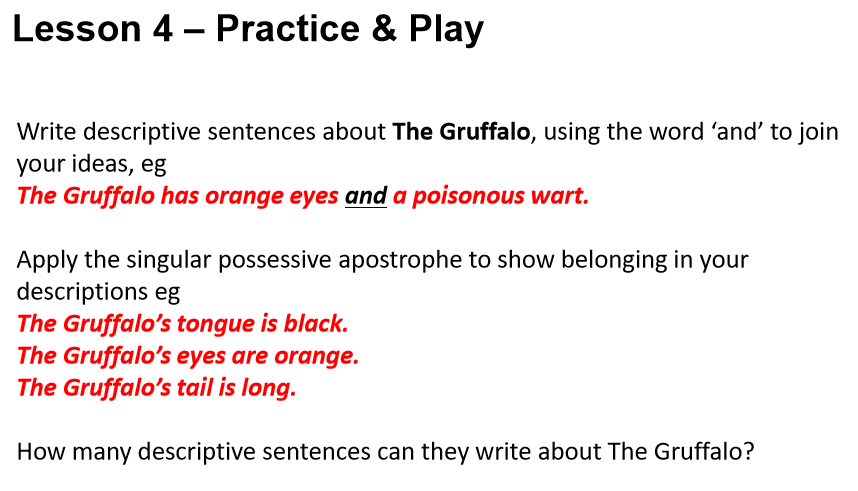 Lesson 4 – Practice & Play
Write descriptive sentences about The Gruffalo, using the word ‘and’ to join
your ideas, eg
The Gruffalo has orange eyes and a poisonous wart.
Apply the singular possessive apostrophe to show belonging in your
descriptions eg
The Gruffalo’s tongue is black.
The Gruffalo’s eyes are orange.
The Gruffalo’s tail is long.
How many descriptive sentences can they write about The Gruffalo?